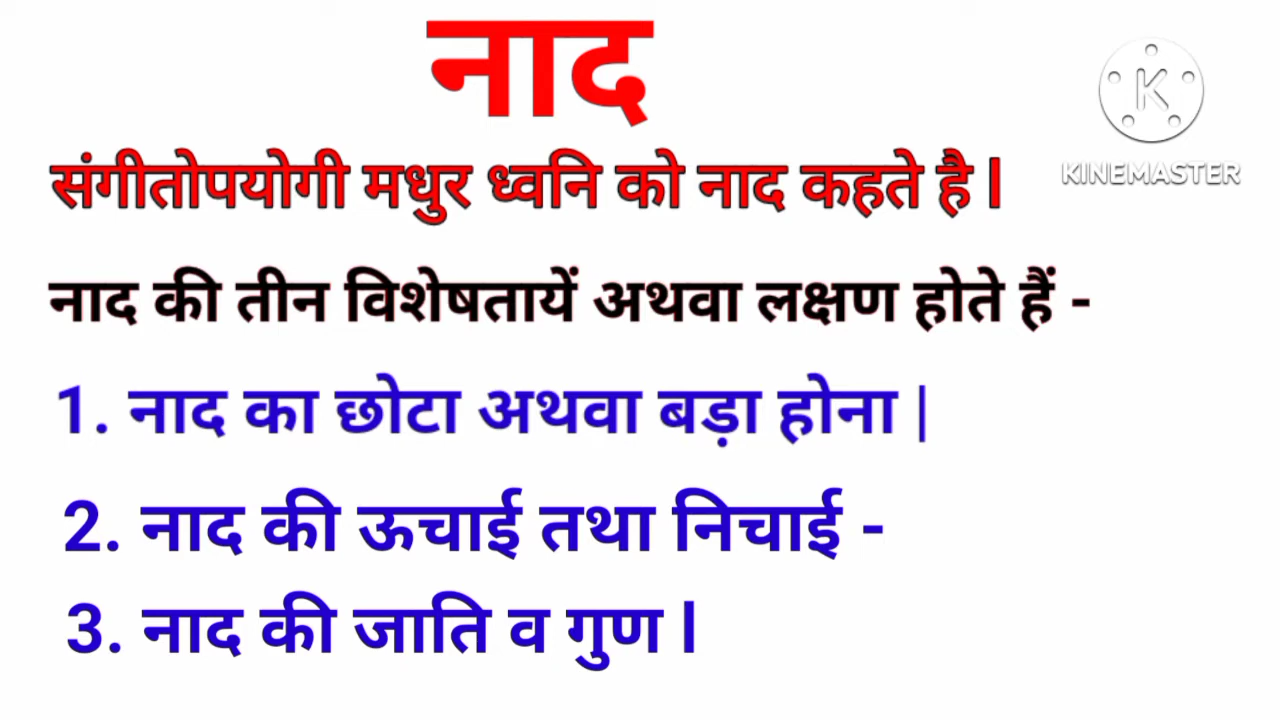 नाद
K
KINEMASTER
संगीतोपयोगी मधुर ध्वनि को नाद कहते है l
नाद की तीन विशेषतायें अथवा लक्षण होते हैं -
1. नाद का छोटा अथवा बड़ा होना |
2. नाद की ऊचाई तथा निचाई -
3. नाद की जाति व गुण l